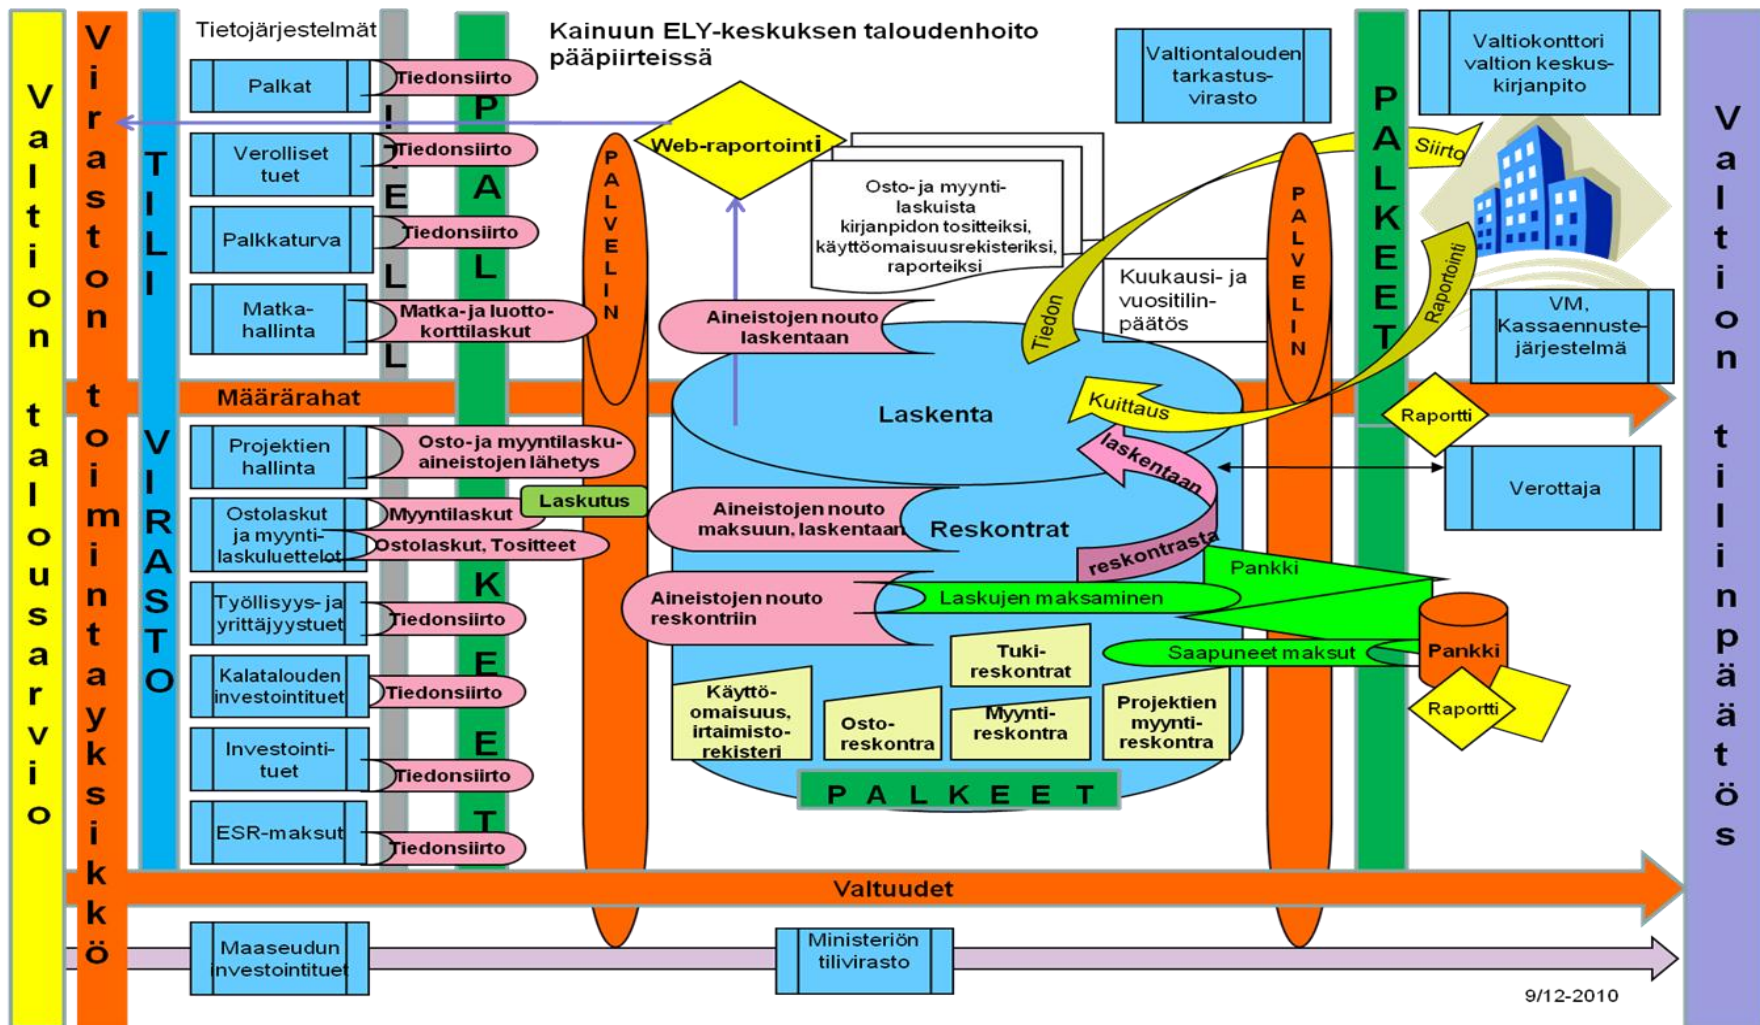 Valtion talousarvio
Viraston toimintayksikkö
TILI VIRASTO
Tietojärjestelmät
Kainuun ELY-keskuksen taloudenhoito
pääpiirteissä
ITELLL
PALKEET
Palkat
Tiedonsiirto
Verolliset
tuet
Tiedonsiirto
Palkkaturva
Tiedonsiirto
Matka-
hallinta
Matka- ja luotto-
korttilaskut
Määrärahat
Projektien
hallinta
Osto-ja myyntilasku-
aineistojen lähetys
Ostolaskut
ja myynti-
laskuluettelot
Myyntilaskut
Laskutus
Ostolaskut, Tositteet
Työllisyys- ja
yrittäjyystuet
Tiedonsiirto
Kalatalouden
investointituet
Tiedonsiirto
Investointi-
tuet
Tiedonsiirto
ESR-maksut
Tiedonsiirto
PALVELIN
Web-raportointi
Osto- ja myynti-
laskuista
kirjanpidon tositteiksi,
käyttöomaisuusrekisteriksi,
raporteiksi
Kuukausi- ja
vuositilin-
päätös
Aineistojen nouto
laskentaan
Laskenta
Tiedon
Siirto
Raportointi
Kuittaus
Aineistojen nouto
maksuun, laskentaan
Reskontrat
reskontrasta
laskentaan
Aineistojen nouto
reskontriin
Laskujen maksaminen
Pankki
Saapuneet maksut
Käyttö-
omaisuus,
irtaimisto-
rekisteri
Osto-
reskontra
Tuki-
reskontrat
Myynti-
reskontra
Projektien
myynti-
reskontra
PALKEET
PALVELIN
Valtiontalouden
tarkastus-
virasto
PALKEET
Valtiokonttori
valtion keskus-
kirjanpito
VM,
Kassaennuste-
järjestelmä
Raportti
Verottaja
Pankki
Raportti
Valtuudet
Maaseudun
investointituet
Ministeriön
tilivirasto
9/12-2010
Valtion tilinpäätös